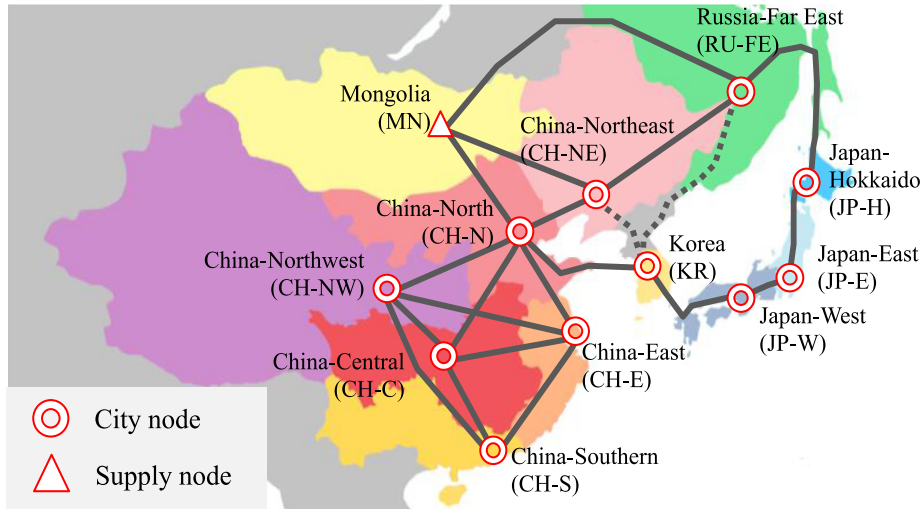 Russia-Far East
(RU-FE)
Mongolia
(MN)
China-Northeast
(CH-NE)
Japan-
Hokkaido
(JP-H)
China-North
(CH-N)
Korea
(KR)
Japan-East
(JP-E)
China-Northwest
(CH-NW)
Japan-West
(JP-W)
China-Central
(CH-C)
China-East
(CH-E)
City node
China-Southern
(CH-S)
Supply node